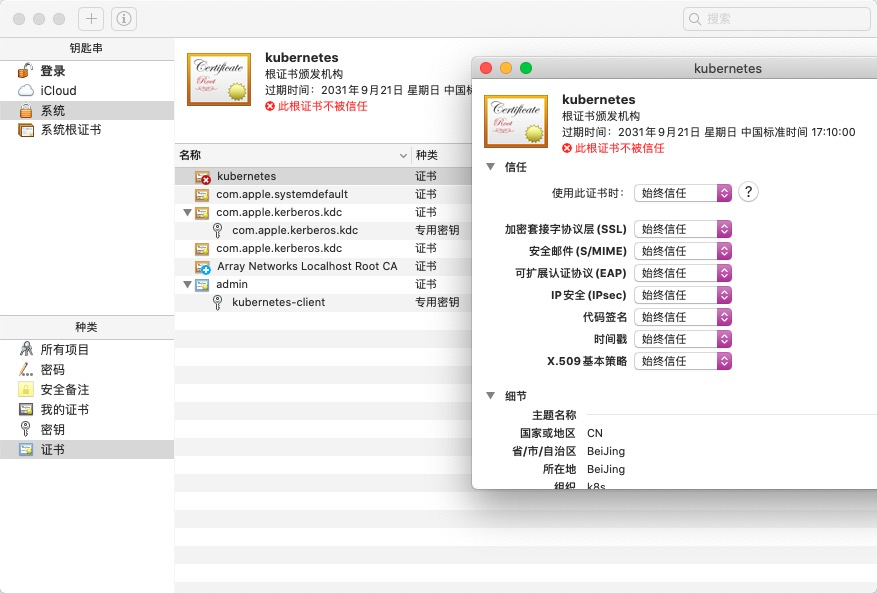 搜索
钥匙串
登录
iCloud
系统
系统根证书
种类
所有项目
密码
安全备注
我的证书
密钥
证书
Certificate
Root
kubernetes
根证书颁发机构
过期时间：2031年9月21日 星期日 中国标
此根证书不被信任
名称 种类
kubernetes 证书
com.apple.systemdefault 证书
com.apple.kerberos.kdc 证书
com.apple.kerberos.kdc 专用密钥
com.apple.kerberos.kdc 证书
Array Networks Localhost Root CA 证书
admin 证书
kubernetes-client 专用密钥
kubernetes
Certificate
Root
kubernetes
根证书颁发机构
过期时间：2031年9月21日 星期日 中国标准时间 17:10:00
此根证书不被信任
信任
使用此证书时： 始终信任 ?
加密套接字协议层 (SSL) 始终信任
安全邮件 (S/MIME) 始终信任
可扩展认证协议 (EAP) 始终信任
IP 安全 (IPsec) 始终信任
代码签名 始终信任
时间戳 始终信任
X.509 基本策略 始终信任
细节
主题名称
国家或地区 CN
省/市/自治区 BeiJing
所在地 BeiJing
组织 k8s